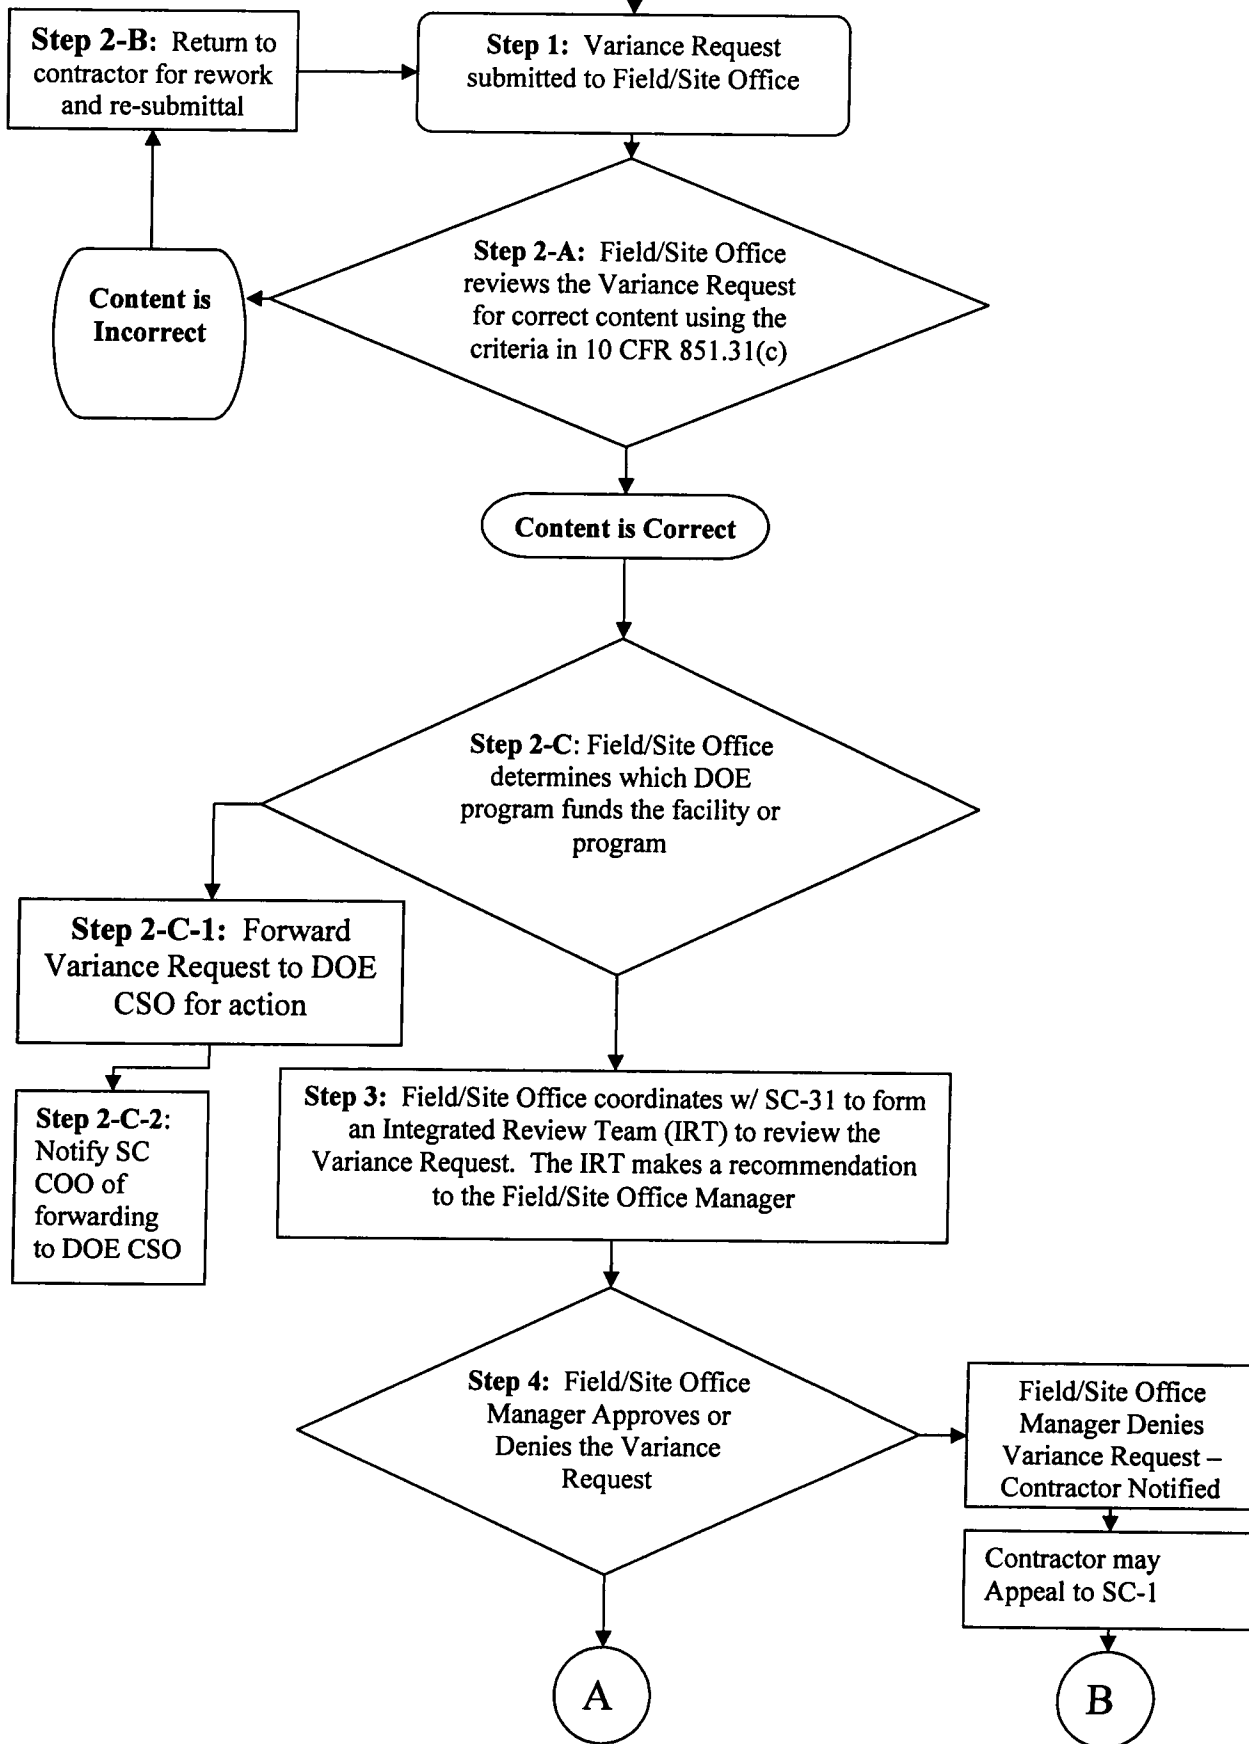 Step 2-B: Return to
contractor for rework
and re-submittal
Step 1: Variance Request
submitted to Field/Site Office
Step 2-A: Field/Site Office
reviews the Variance Request
for correct content using the
criteria in 10 CFR 851.31(c)
Content is
Incorrect
Content is Correct
Step 2-C: Field/Site Office
determines which DOE
program funds the facility or
program
Step 2-C-1: Forward
Variance Request to DOE
CSO for action
Step 2-C-2:
Notify SC
COO of
forwarding
to DOE CSO
Step 3: Field/Site Office coordinates w/ SC-31 to form
an Integrated Review Team (IRT) to review the
Variance Request. The IRT makes a recommendation
to the Field/Site Office Manager
Step 4: Field/Site Office
Manager Approves or
Denies the Variance
Request
Field/Site Office
Manager Denies
Variance Request –
Contractor Notified
Contractor may
Appeal to SC-1
A
B